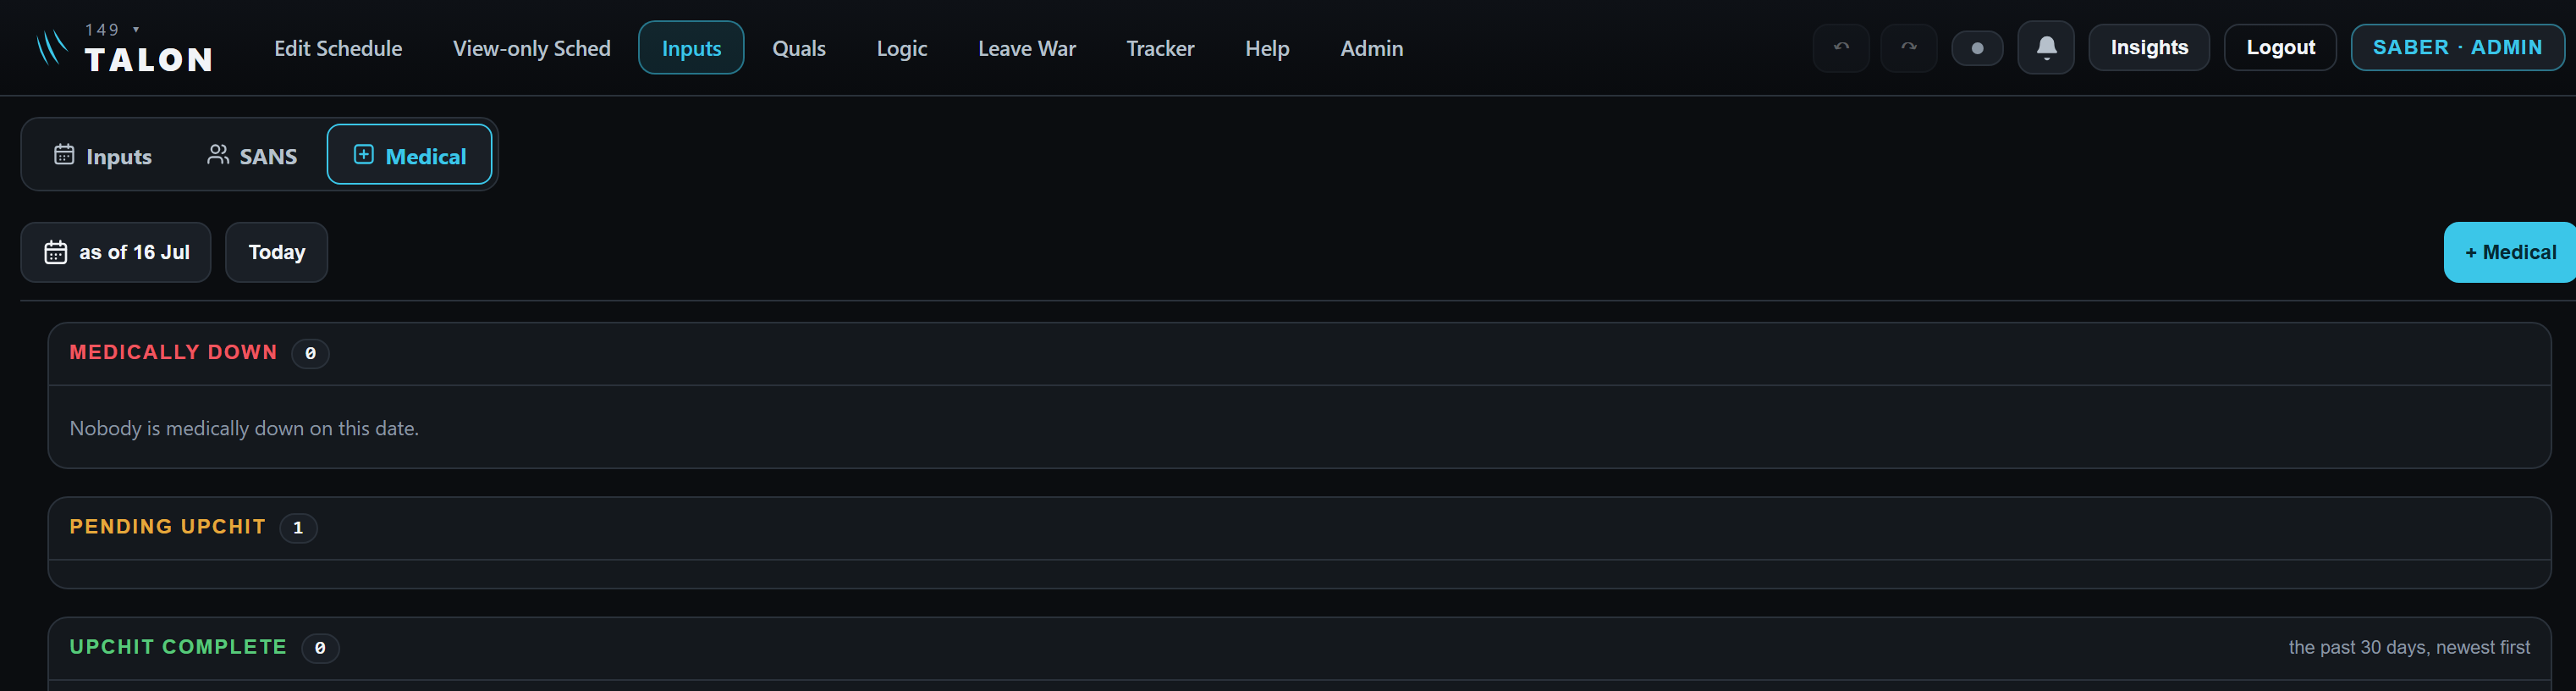 149 ▾
TALON
Edit Schedule
View-only Sched
Inputs
Quals
Logic
Leave War
Tracker
Help
Admin
Insights
Logout
SABER · ADMIN
Inputs
SANS
Medical
as of 16 Jul
Today
+ Medical
MEDICALLY DOWN 0
Nobody is medically down on this date.
PENDING UPCHIT 1
UPCHIT COMPLETE 0
the past 30 days, newest first